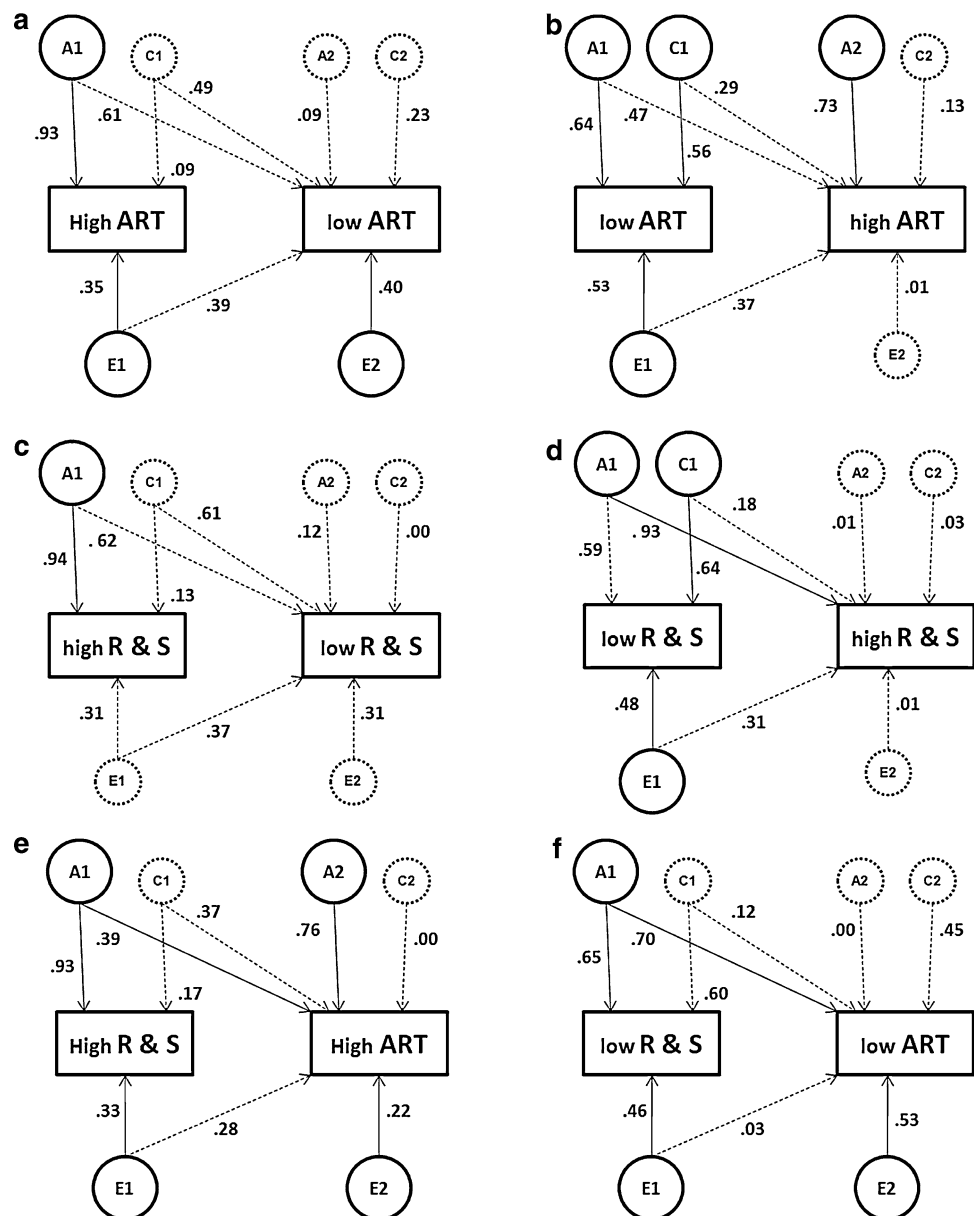 a
A1 C1 A2 C2
.49
.61 .09 .23
.93
.09
High ART low ART
.35 .40
.39
E1 E2
b
A1 C1 A2 C2
.29 .13
.64 .47 .73
.56
low ART high ART
.53 .01
.37
E1 E2
c
A1 C1 A2 C2
.61
.94 .62 .12 .00
.13
high R & S low R & S
.31 .31
.37
E1 E2
d
A1 C1 A2 C2
.18
.59 .93 .01 .03
.64
low R & S high R & S
.48 .01
.31
E1 E2
e
A1 C1 A2 C2
.37
.39 .76 .00
.93
.17
High R & S High ART
.33 .22
.28
E1 E2
f
A1 C1 A2 C2
.12
.65 .70 .00 .45
.60
low R & S low ART
.46 .53
.03
E1 E2